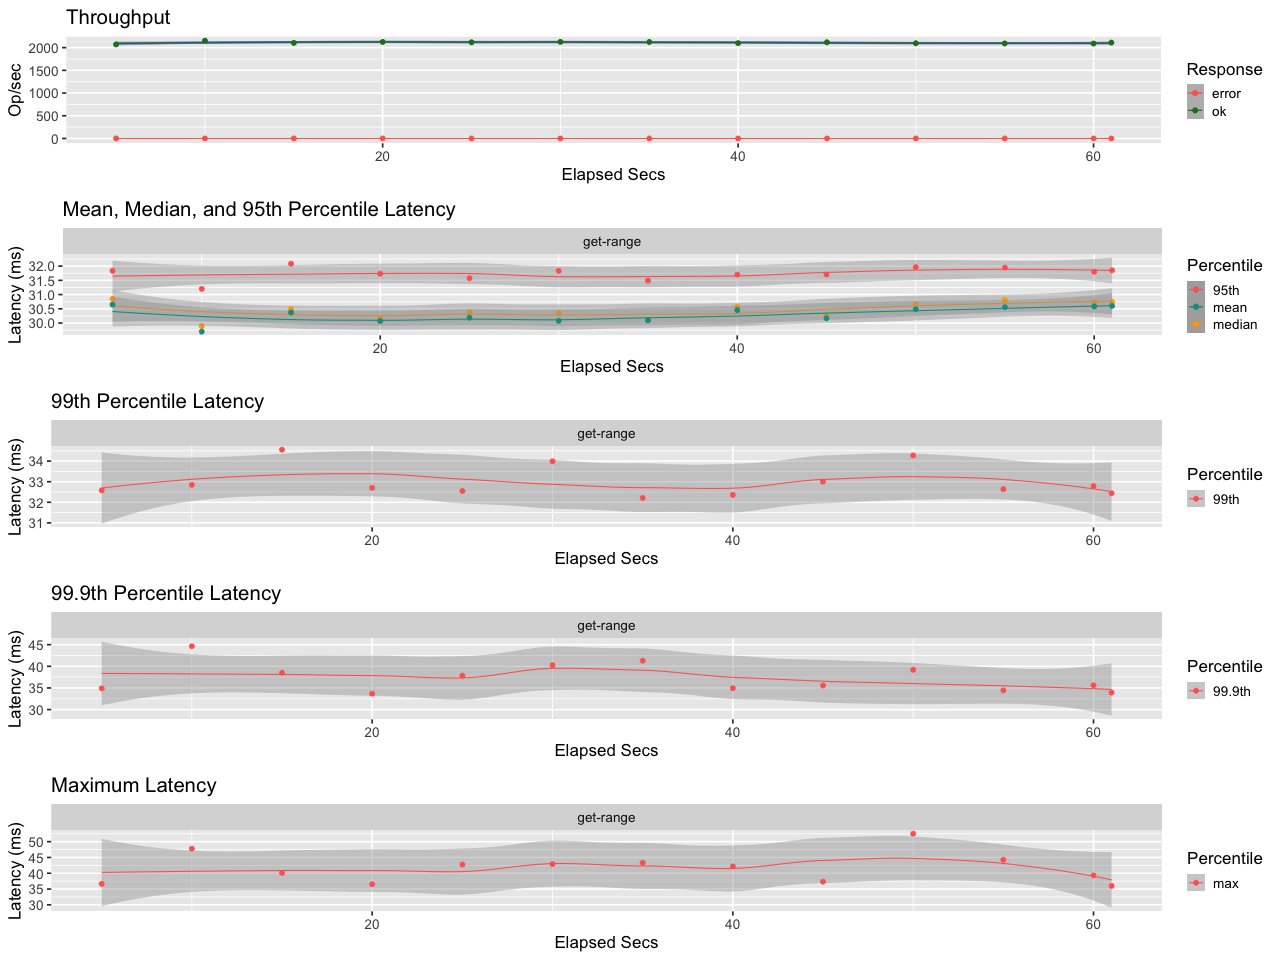 Throughput
Op/sec
2000
1500
1000
500
0
20 40 60
Elapsed Secs
Response
error
ok
Mean, Median, and 95th Percentile Latency
get-range
Latency (ms)
32.0
31.5
31.0
30.5
30.0
20 40 60
Elapsed Secs
Percentile
95th
mean
median
99th Percentile Latency
get-range
Latency (ms)
34
33
32
31
20 40 60
Elapsed Secs
Percentile
99th
99.9th Percentile Latency
get-range
Latency (ms)
45
40
35
30
20 40 60
Elapsed Secs
Percentile
99.9th
Maximum Latency
get-range
Latency (ms)
50
45
40
35
30
20 40 60
Elapsed Secs
Percentile
max